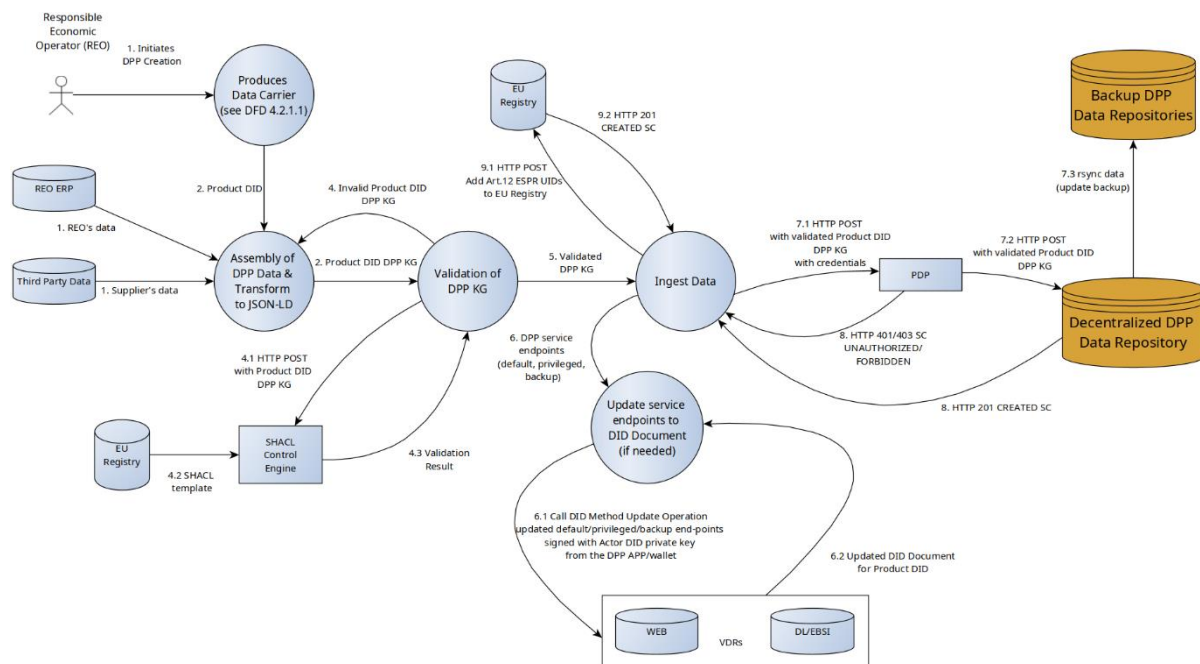 Responsible
Economic
Operator (REO)
1. Initiates
DPP Creation
Produces
Data Carrier
(see DFD 4.2.1.1)
EU
Registry
9.2 HTTP 201
CREATED SC
Backup DPP
Data Repositories
9.1 HTTP POST
Add Art.12 ESPR UIDs
to EU Registry
7.3 rsync data
(update backup)
REO ERP
2. Product DID
4. Invalid Product DID
DPP KG
1. REO's data
7.1 HTTP POST
with validated Product DID
DPP KG
with credentials
7.2 HTTP POST
with validated Product DID
DPP KG
Third Party Data
1. Supplier's data
Assembly of
DPP Data &
Transform
to JSON-LD
2. Product DID DPP KG
Validation of
DPP KG
5. Validated
DPP KG
Ingest Data
PDP
Decentralized DPP
Data Repository
8. HTTP 401/403 SC
UNAUTHORIZED/
FORBIDDEN
6. DPP service
endpoints
(default, privileged,
backup)
4.1 HTTP POST
with Product DID
DPP KG
8. HTTP 201 CREATED SC
Update service
endpoints to
DID Document
(if needed)
EU
Registry
4.2 SHACL
template
SHACL
Control
Engine
4.3 Validation
Result
6.1 Call DID Method Update Operation
updated default/privileged/backup end-points
signed with Actor DID private key
from the DPP APP/wallet
6.2 Updated DID Document
for Product DID
WEB
VDRs
DL/EBSI